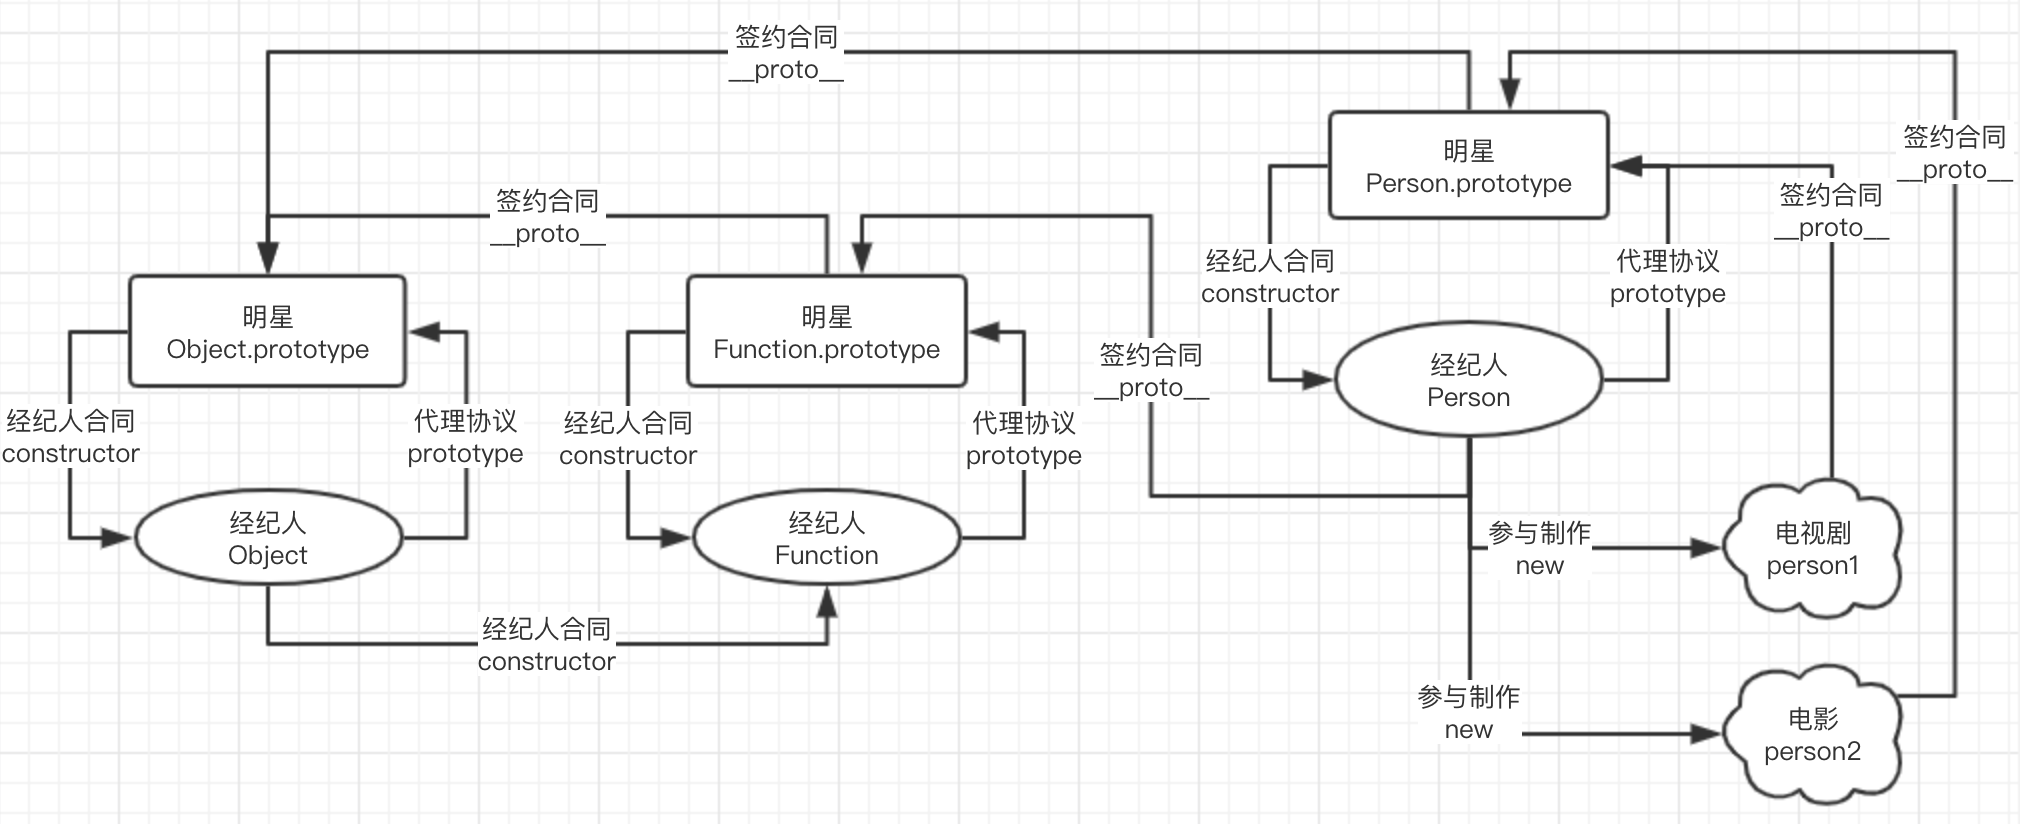 签约合同
__proto__
明星
Person.prototype
签约合同
__proto__
签约合同
__proto__
签约合同
__proto__
经纪人合同
constructor
代理协议
prototype
明星
Object.prototype
明星
Function.prototype
签约合同
__proto__
经纪人
Person
经纪人合同
constructor
代理协议
prototype
经纪人合同
constructor
代理协议
prototype
经纪人
Object
经纪人
Function
参与制作
new
电视剧
person1
经纪人合同
constructor
参与制作
new
电影
person2